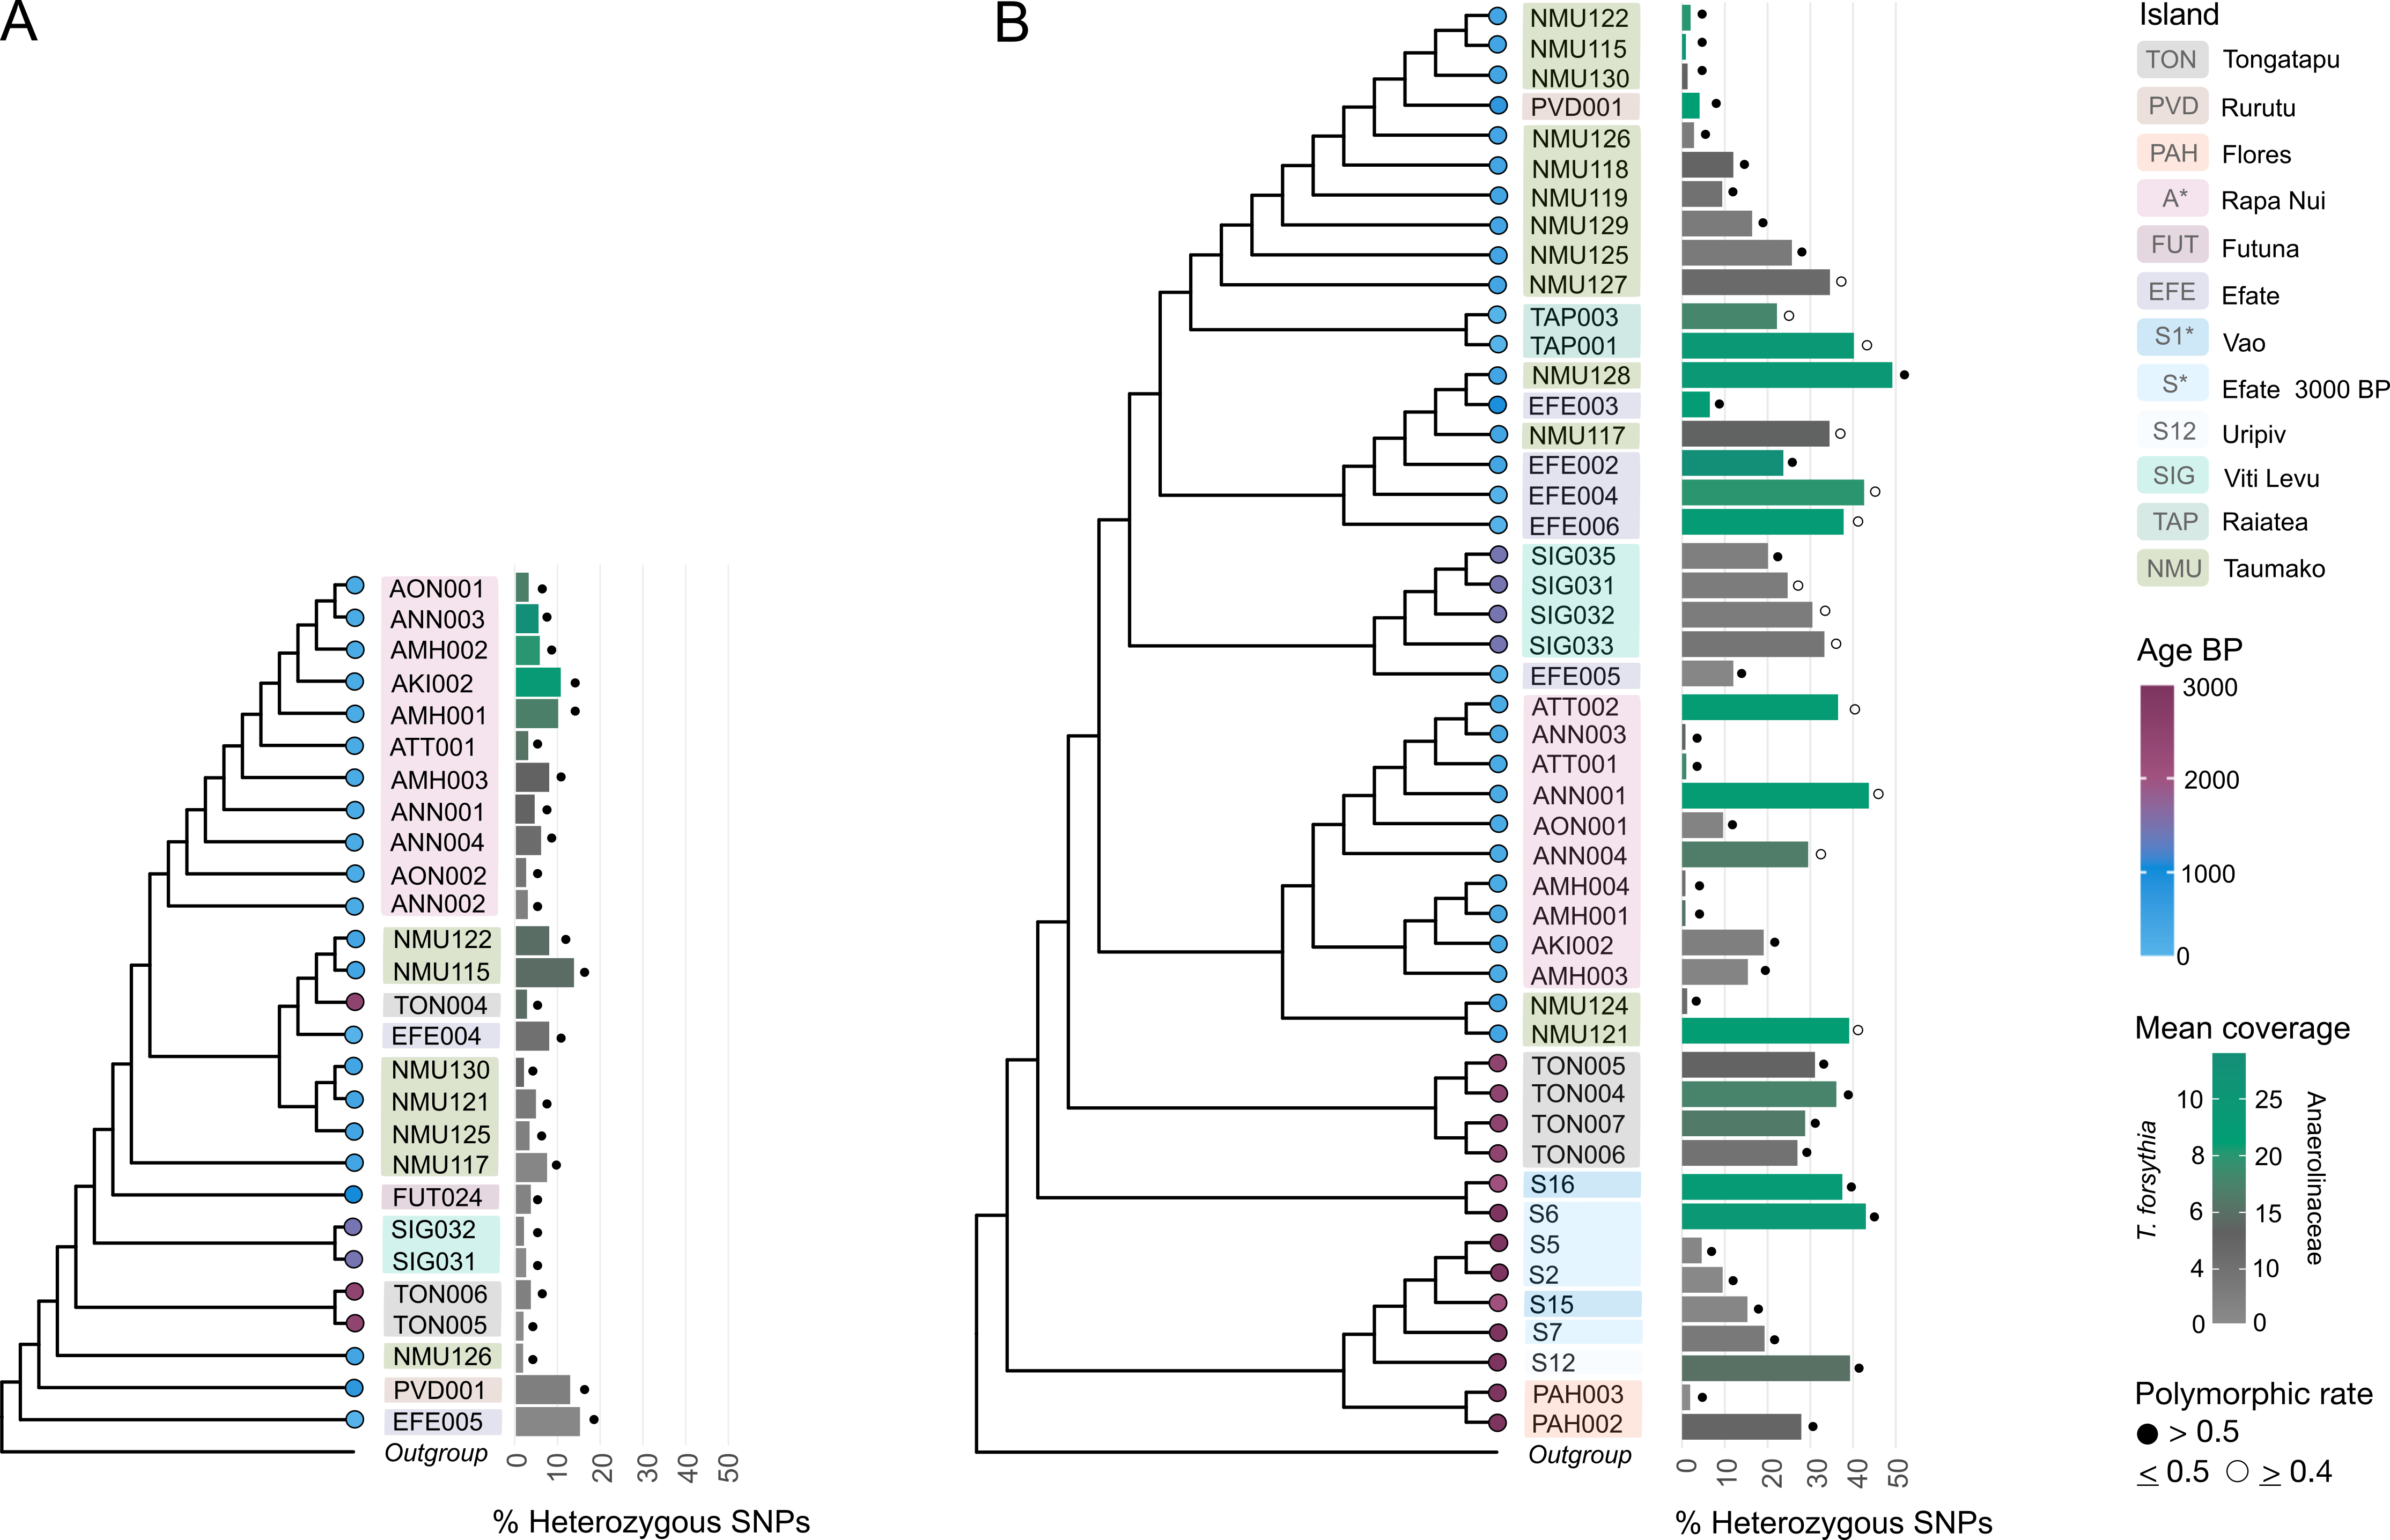 A
AON001
ANN003
AMH002
AKI002
AMH001
ATT001
AMH003
ANN001
ANN004
AON002
ANN002
NMU122
NMU115
TON004
EFE004
NMU130
NMU121
NMU125
NMU117
FUT024
SIG032
SIG031
TON006
TON005
NMU126
PVD001
EFE005
Outgroup
0 10 20 30 40 50
% Heterozygous SNPs
B
NMU122
NMU115
NMU130
PVD001
NMU126
NMU118
NMU119
NMU129
NMU125
NMU127
TAP003
TAP001
NMU128
EFE003
NMU117
EFE002
EFE004
EFE006
SIG035
SIG031
SIG032
SIG033
EFE005
ATT002
ANN003
ATT001
ANN001
AON001
ANN004
AMH004
AMH001
AKI002
AMH003
NMU124
NMU121
TON005
TON004
TON007
TON006
S16
S6
S5
S2
S15
S7
S12
PAH003
PAH002
Outgroup
0 10 20 30 40 50
% Heterozygous SNPs
Island
TON Tongatapu
PVD Rurutu
PAH Flores
A* Rapa Nui
FUT Futuna
EFE Efate
S1* Vao
S* Efate 3000 BP
S12 Uripiv
SIG Viti Levu
TAP Raiatea
NMU Taumako
Age BP
3000
2000
1000
0
Mean coverage
T. forsythia
Anaerolinaceae
10 25
8 20
6 15
4 10
0 0
Polymorphic rate
● > 0.5
≤ 0.5 ○ ≥ 0.4